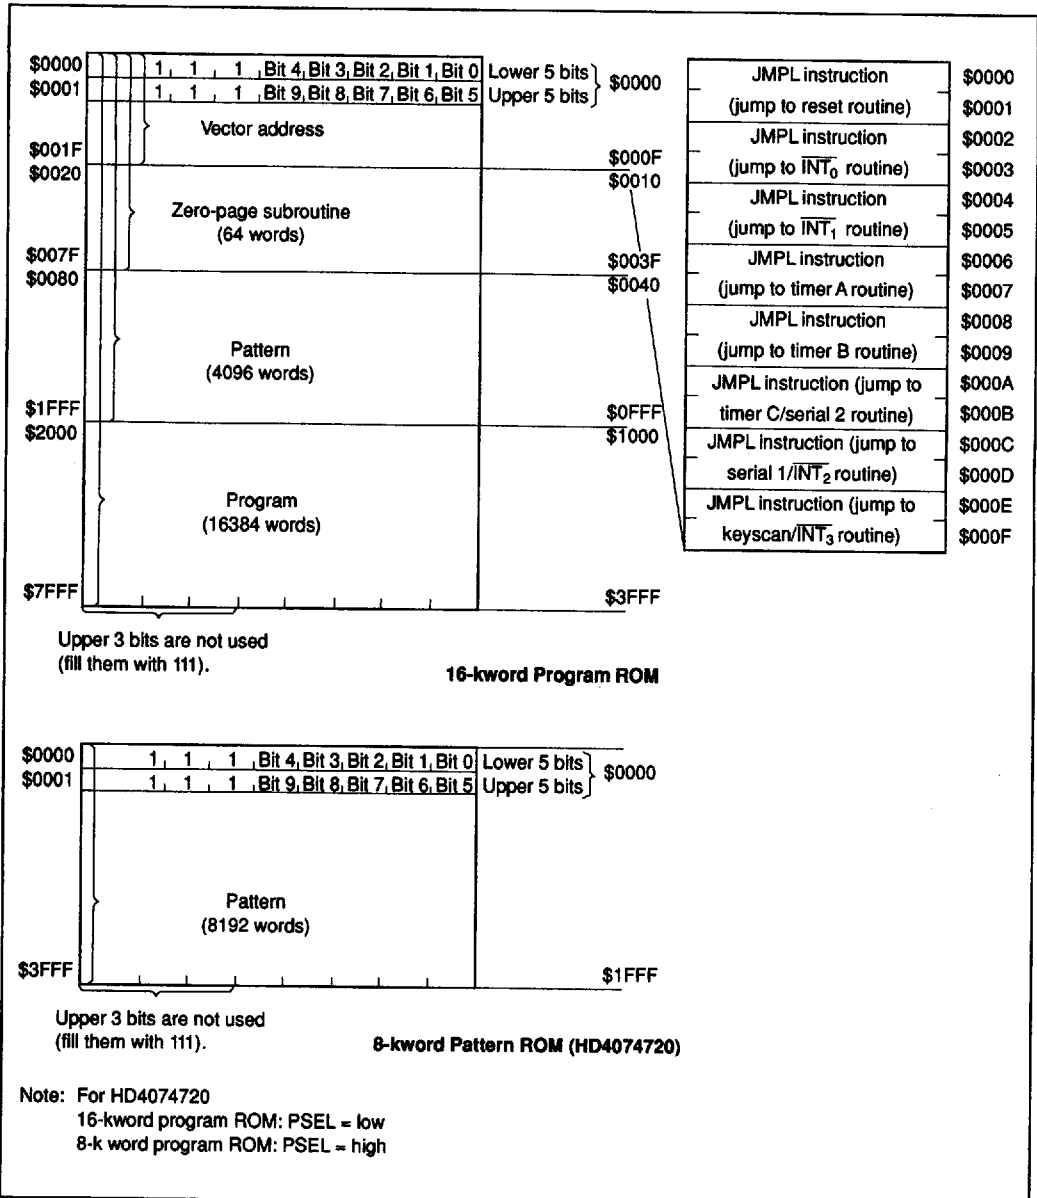 $0000 1 1 1 Bit 4 Bit 3 Bit 2 Bit 1 Bit 0 Lower 5 bits
$0001 1 1 1 Bit 9 Bit 8 Bit 7 Bit 6 Bit 5 Upper 5 bits
$0000
Vector address
$001F $000F
$0020 $0010
Zero-page subroutine
(64 words)
$007F $003F
$0080 $0040
Pattern
(4096 words)
$1FFF $0FFF
$2000 $1000
Program
(16384 words)
$7FFF $3FFF
Upper 3 bits are not used
(fill them with 111).
16-kword Program ROM
JMPL instruction $0000
(jump to reset routine) $0001
JMPL instruction $0002
(jump to INT0 routine) $0003
JMPL instruction $0004
(jump to INT1 routine) $0005
JMPL instruction $0006
(jump to timer A routine) $0007
JMPL instruction $0008
(jump to timer B routine) $0009
JMPL instruction (jump to $000A
timer C/serial 2 routine) $000B
JMPL instruction (jump to $000C
serial 1/INT2 routine) $000D
JMPL instruction (jump to $000E
keyscan/INT3 routine) $000F
$0000 1 1 1 Bit 4 Bit 3 Bit 2 Bit 1 Bit 0 Lower 5 bits
$0001 1 1 1 Bit 9 Bit 8 Bit 7 Bit 6 Bit 5 Upper 5 bits
$0000
Pattern
(8192 words)
$3FFF $1FFF
Upper 3 bits are not used
(fill them with 111).
8-kword Pattern ROM (HD4074720)
Note: For HD4074720
16-kword program ROM: PSEL = low
8-k word program ROM: PSEL = high